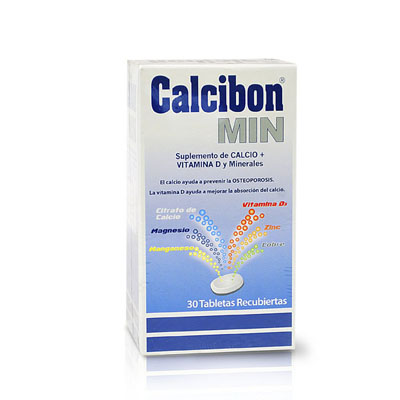 Calcibon®
MIN
Suplemento de CALCIO +
VITAMINA D y Minerales
El calcio ayuda a prevenir la OSTEOPOROSIS.
La vitamina D ayuda a mejorar la absorción del calcio.
Citrato de
Calcio
Vitamina D₃
Magnesio
Zinc
Manganeso
Cobre
30 Tabletas Recubiertas